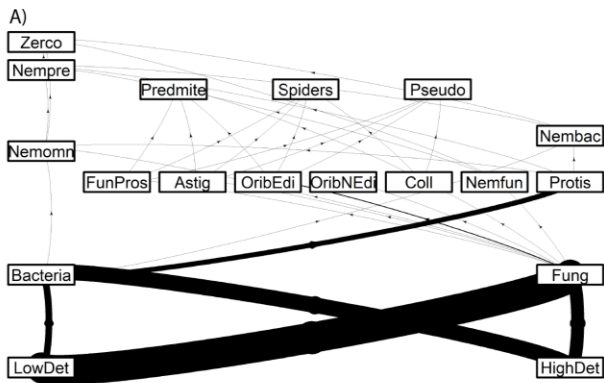 A)
Zerco
Nempre
Predmite Spiders Pseudo
Nembac
Nemomn
FunPros Astig OribEdi OribNEdi Coll Nemfun Protis
Bacteria Fung
LowDet HighDet